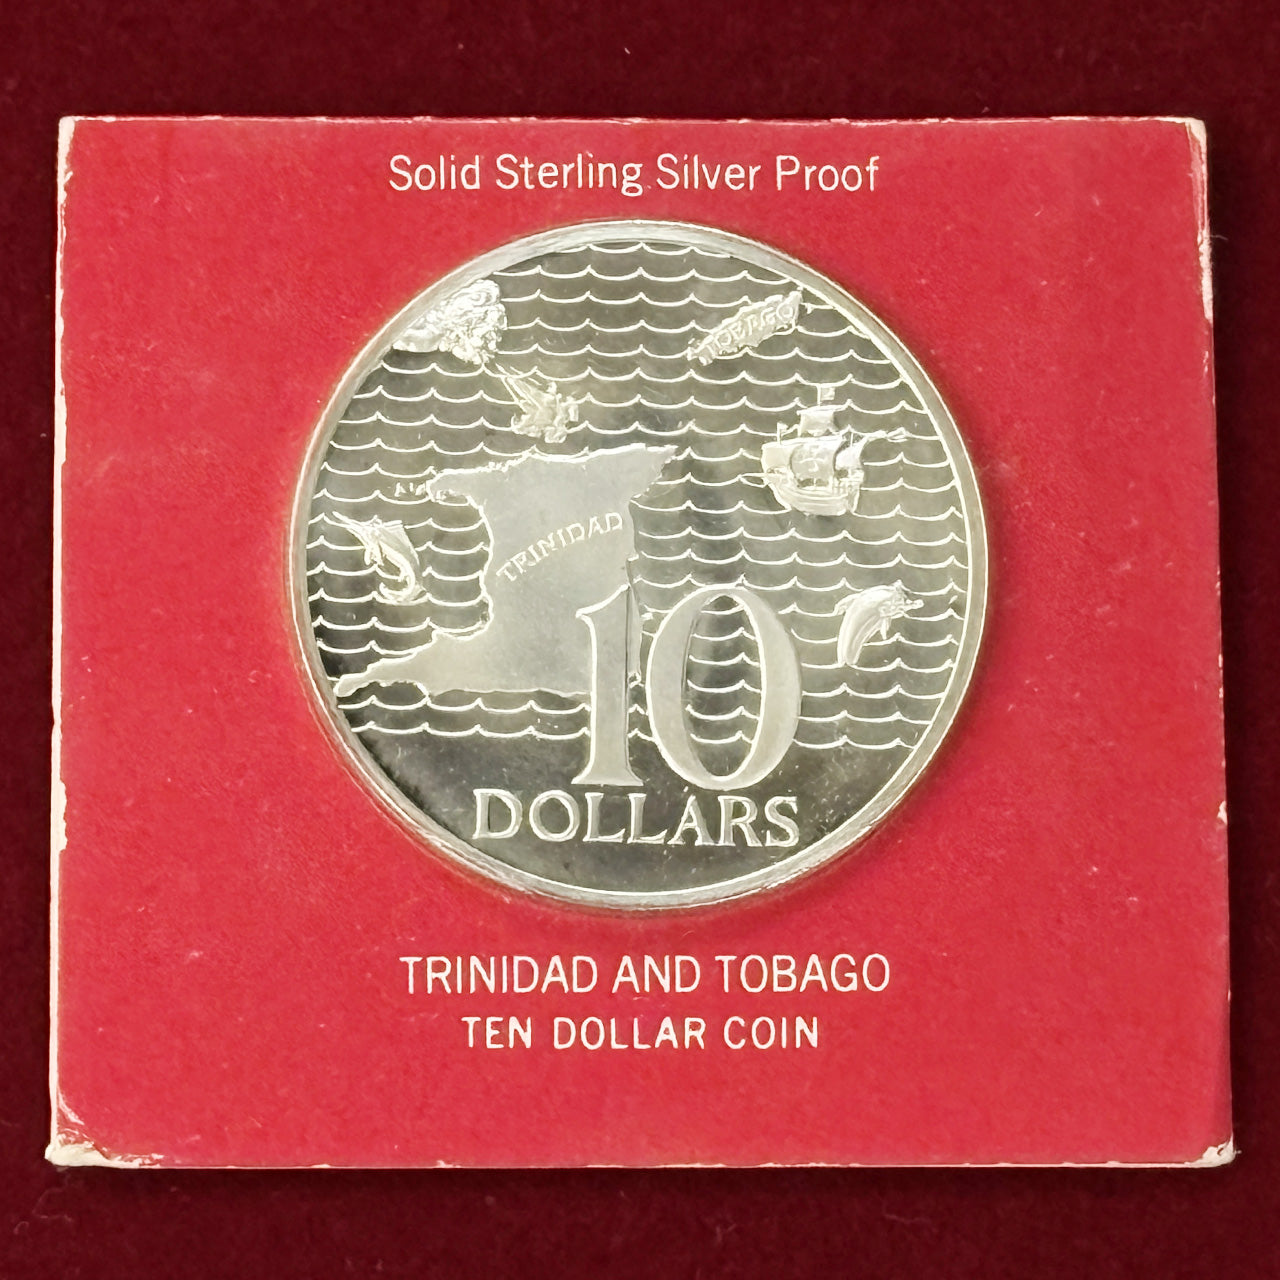 Solid Sterling Silver Proof
TOBAGO
TRINIDAD
10
DOLLARS
TRINIDAD AND TOBAGO
TEN DOLLAR COIN